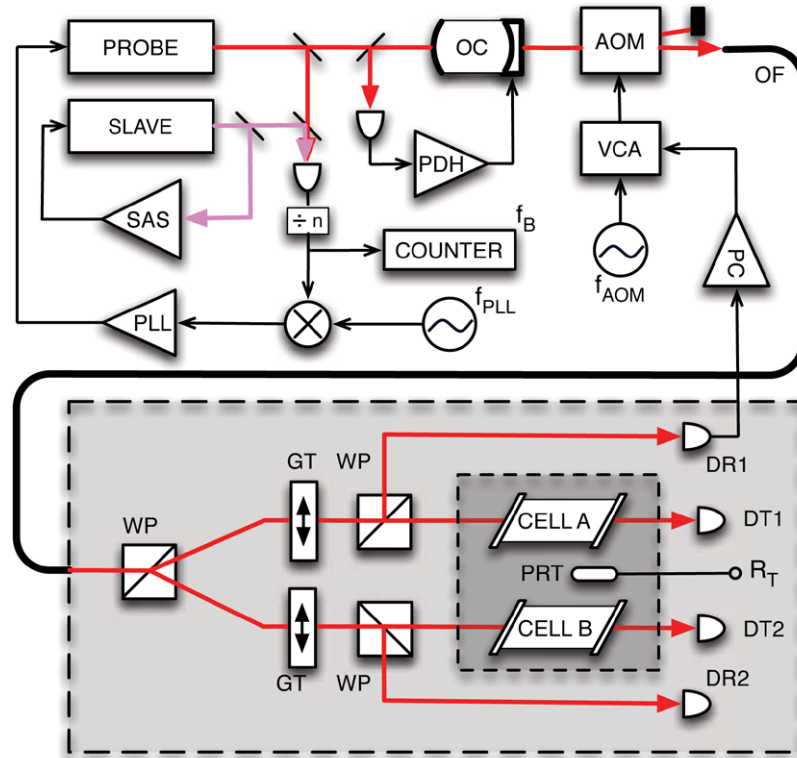 PROBE
OC
AOM
OF
SLAVE
PDH
VCA
SAS
÷ n
f_B
COUNTER
PC
f_AOM
PLL
f_PLL
DR1
GT
WP
WP
CELL A
DT1
PRT
R_T
CELL B
DT2
GT
WP
DR2